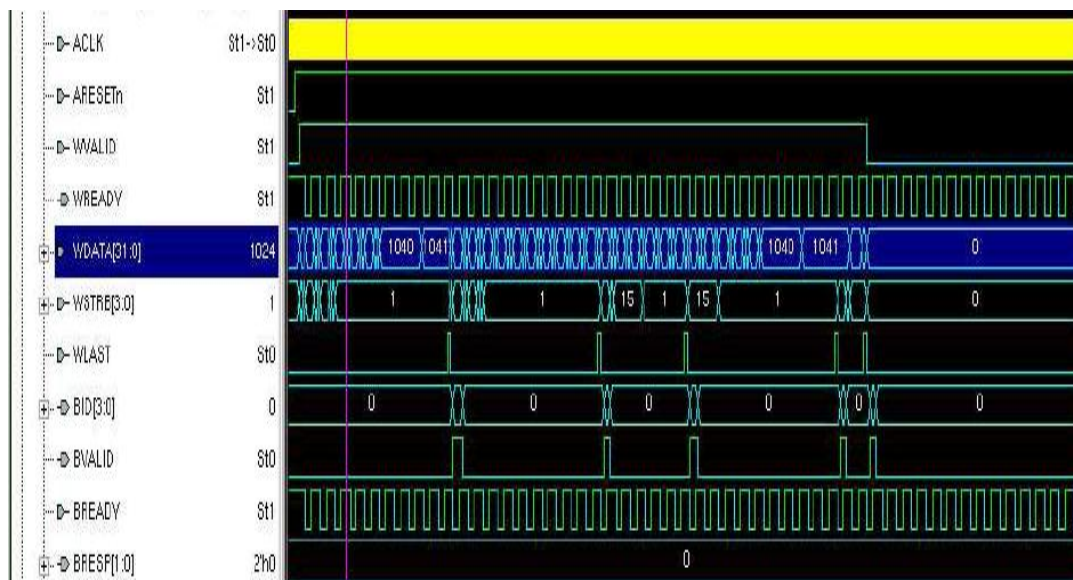 ACLK St1->St0
ARESETn St1
WVALID St1
WREADY St1
WDATA[31:0] 1024 1040 1041 1040 1041 0
WSTRB[3:0] 1 1 1 15 1 15 1 0
WLAST St0
BID[3:0] 0 0 0 0 0 0 0
BVALID St0
BREADY St1
BRESP[1:0] 2'h0 0